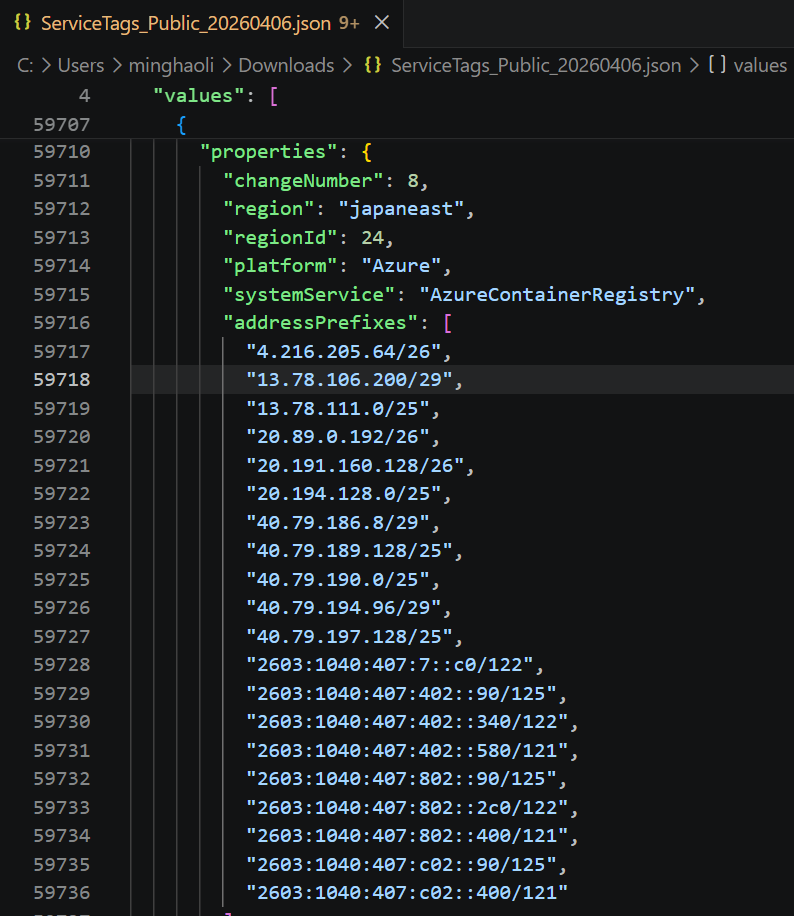 {} ServiceTags_Public_20260406.json 9+ ×
C: > Users > minghaoli > Downloads > {} ServiceTags_Public_20260406.json > [ ] values
4 "values": [
59707 {
59710 "properties": {
59711 "changeNumber": 8,
59712 "region": "japaneast",
59713 "regionId": 24,
59714 "platform": "Azure",
59715 "systemService": "AzureContainerRegistry",
59716 "addressPrefixes": [
59717 "4.216.205.64/26",
59718 "13.78.106.200/29",
59719 "13.78.111.0/25",
59720 "20.89.0.192/26",
59721 "20.191.160.128/26",
59722 "20.194.128.0/25",
59723 "40.79.186.8/29",
59724 "40.79.189.128/25",
59725 "40.79.190.0/25",
59726 "40.79.194.96/29",
59727 "40.79.197.128/25",
59728 "2603:1040:407:7::c0/122",
59729 "2603:1040:407:402::90/125",
59730 "2603:1040:407:402::340/122",
59731 "2603:1040:407:402::580/121",
59732 "2603:1040:407:802::90/125",
59733 "2603:1040:407:802::2c0/122",
59734 "2603:1040:407:802::400/121",
59735 "2603:1040:407:c02::90/125",
59736 "2603:1040:407:c02::400/121"